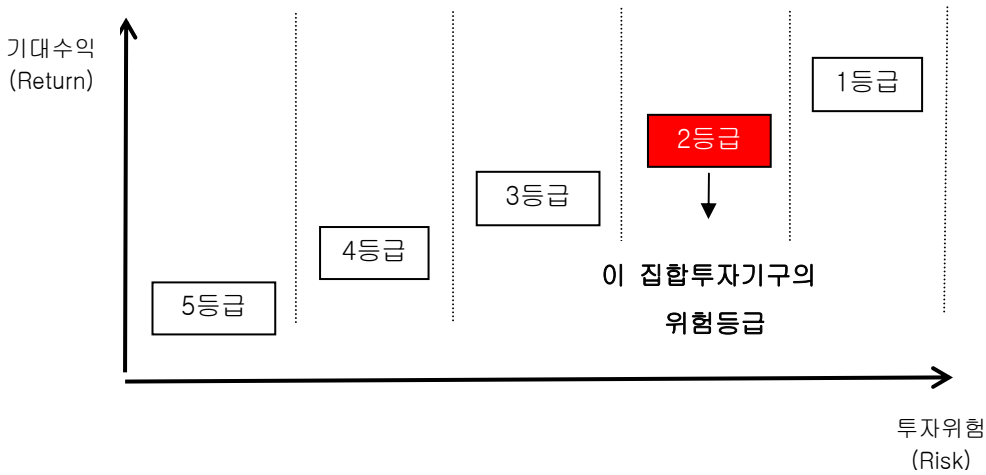 기대수익
(Return)
1등급
2등급
3등급
4등급
5등급
이 집합투자기구의
위험등급
투자위험
(Risk)